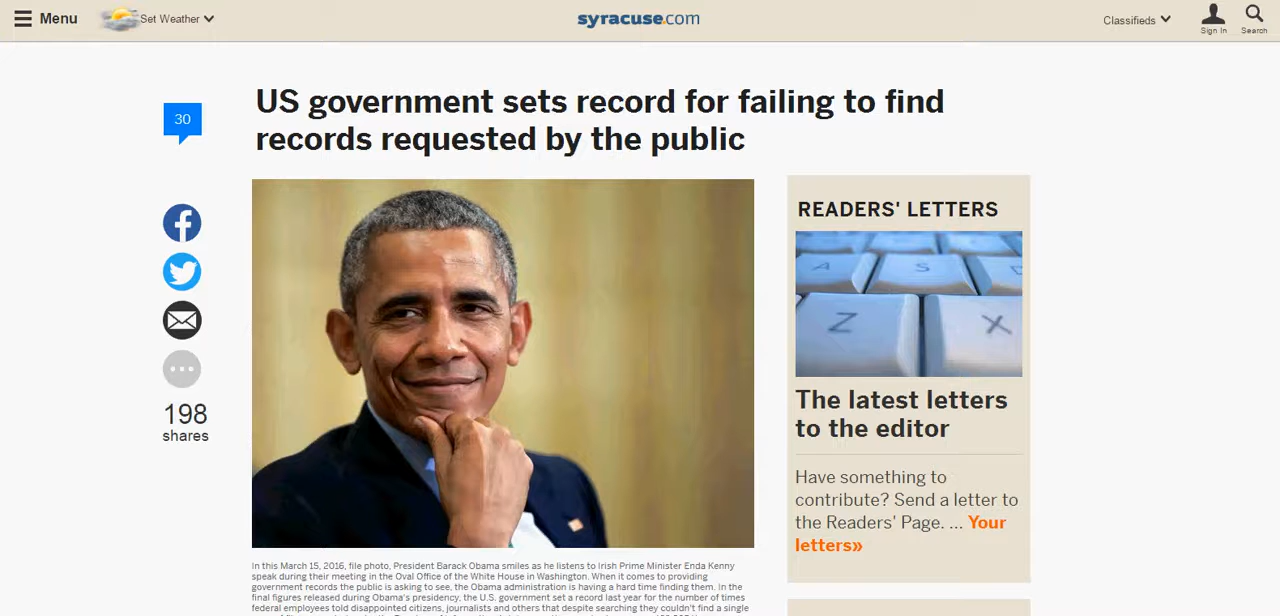 Menu
Set Weather
syracuse.com
Classifieds
Sign In
Search
30
US government sets record for failing to find
records requested by the public
198
shares
In this March 15, 2016, file photo, President Barack Obama smiles as he listens to Irish Prime Minister Enda Kenny
speak during their meeting in the Oval Office of the White House in Washington. When it comes to providing
government records the public is asking to see, the Obama administration is having a hard time finding them. In the
final figures released during Obama's presidency, the U.S. government set a record last year for the number of times
federal employees told disappointed citizens, journalists and others that despite searching they couldn't find a single
READERS' LETTERS
A S D
Z X
The latest letters
to the editor
Have something to
contribute? Send a letter to
the Readers' Page. ... Your
letters»